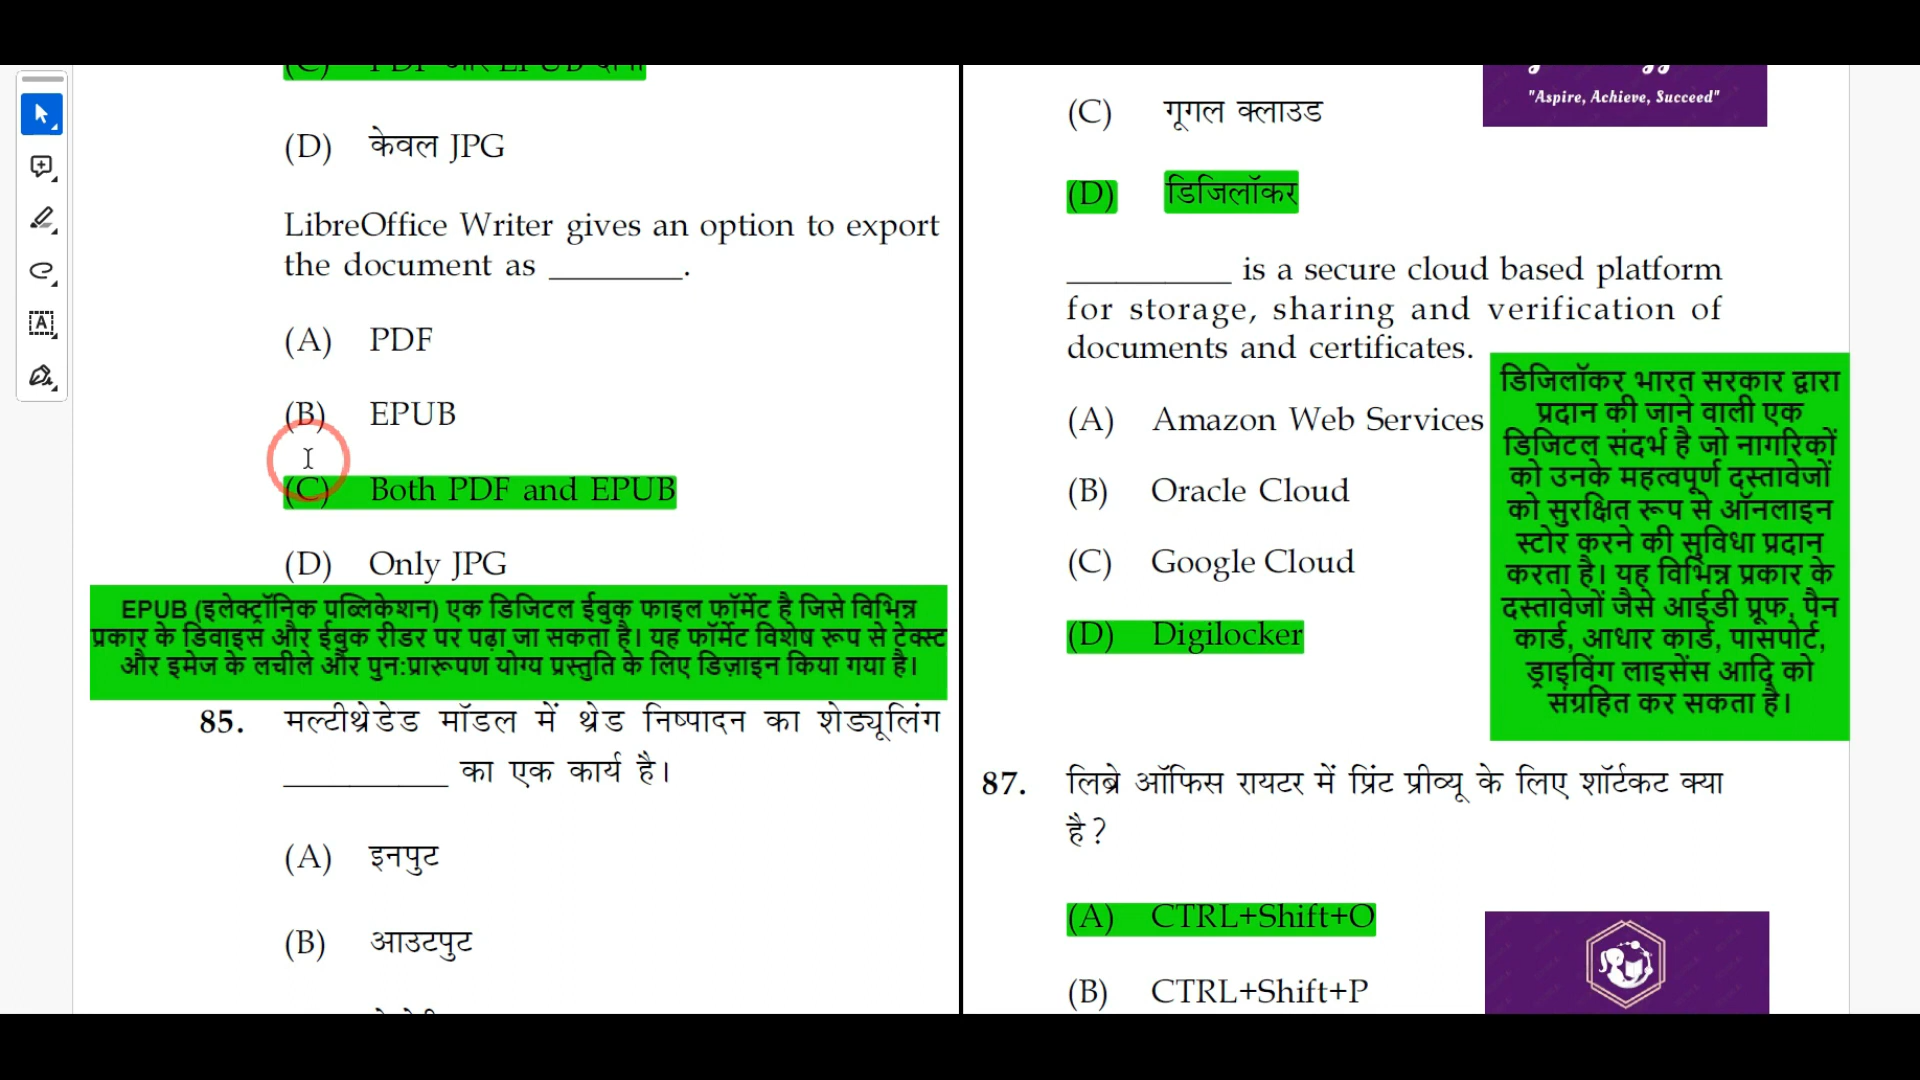 (C) PDF और EPUB दोनों
(D) केवल JPG
LibreOffice Writer gives an option to export
the document as ________.
(A) PDF
(B) EPUB
(C) Both PDF and EPUB
(D) Only JPG
EPUB (इलेक्ट्रॉनिक पब्लिकेशन) एक डिजिटल ईबुक फाइल फॉर्मेट है जिसे विभिन्न
प्रकार के डिवाइस और ईबुक रीडर पर पढ़ा जा सकता है। यह फॉर्मेट विशेष रूप से टेक्स्ट
और इमेज के लचीले और पुन:प्रारूपण योग्य प्रस्तुति के लिए डिज़ाइन किया गया है।
85. मल्टीथ्रेडेड मॉडल में थ्रेड निष्पादन का शेड्यूलिंग
__________ का एक कार्य है।
(A) इनपुट
(B) आउटपुट
"Aspire, Achieve, Succeed"
(C) गूगल क्लाउड
(D) डिजिलॉकर
__________ is a secure cloud based platform
for storage, sharing and verification of
documents and certificates.
(A) Amazon Web Services
(B) Oracle Cloud
(C) Google Cloud
(D) Digilocker
डिजिलॉकर भारत सरकार द्वारा
प्रदान की जाने वाली एक
डिजिटल संदर्भ है जो नागरिकों
को उनके महत्वपूर्ण दस्तावेजों
को सुरक्षित रूप से ऑनलाइन
स्टोर करने की सुविधा प्रदान
करता है। यह विभिन्न प्रकार के
दस्तावेजों जैसे आईडी प्रूफ, पैन
कार्ड, आधार कार्ड, पासपोर्ट,
ड्राइविंग लाइसेंस आदि को
संग्रहित कर सकता है।
87. लिब्रे ऑफिस रायटर में प्रिंट प्रीव्यू के लिए शॉर्टकट क्या
है?
(A) CTRL+Shift+O
(B) CTRL+Shift+P